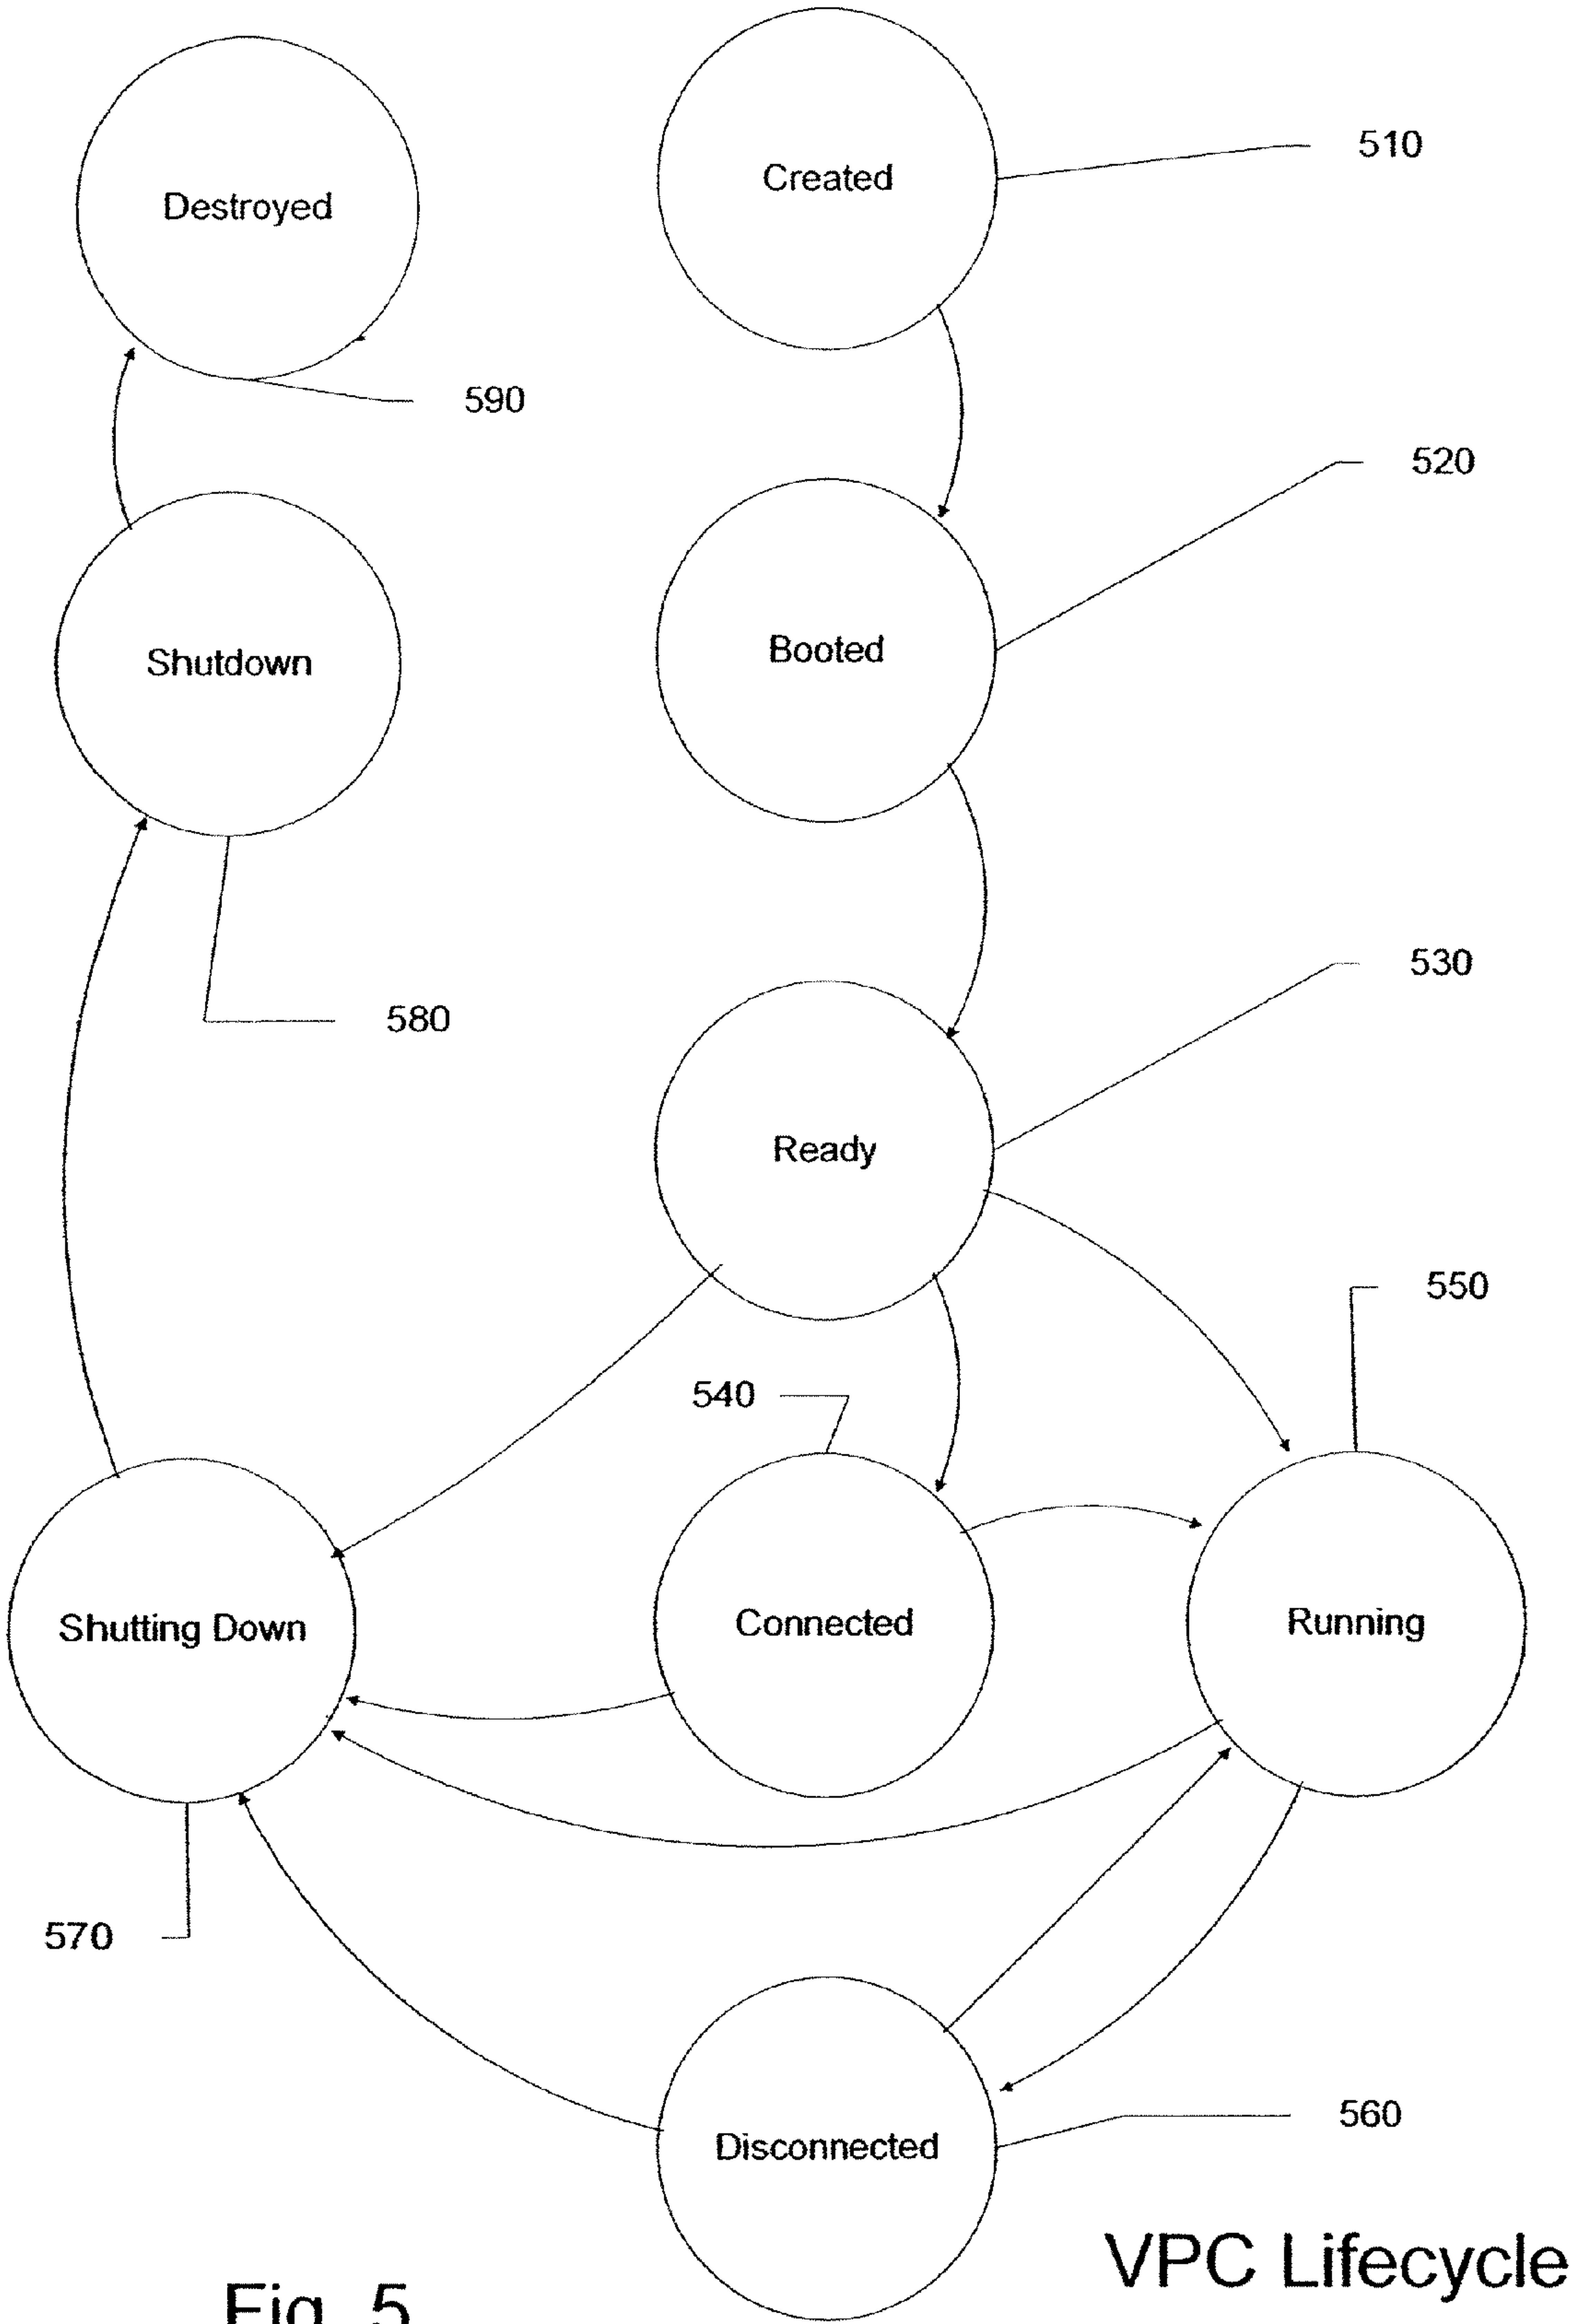 Created
510
Destroyed
590
520
Booted
Shutdown
530
580
Ready
550
540
Shutting Down
Connected
Running
570
560
Disconnected
VPC Lifecycle
Fig. 5